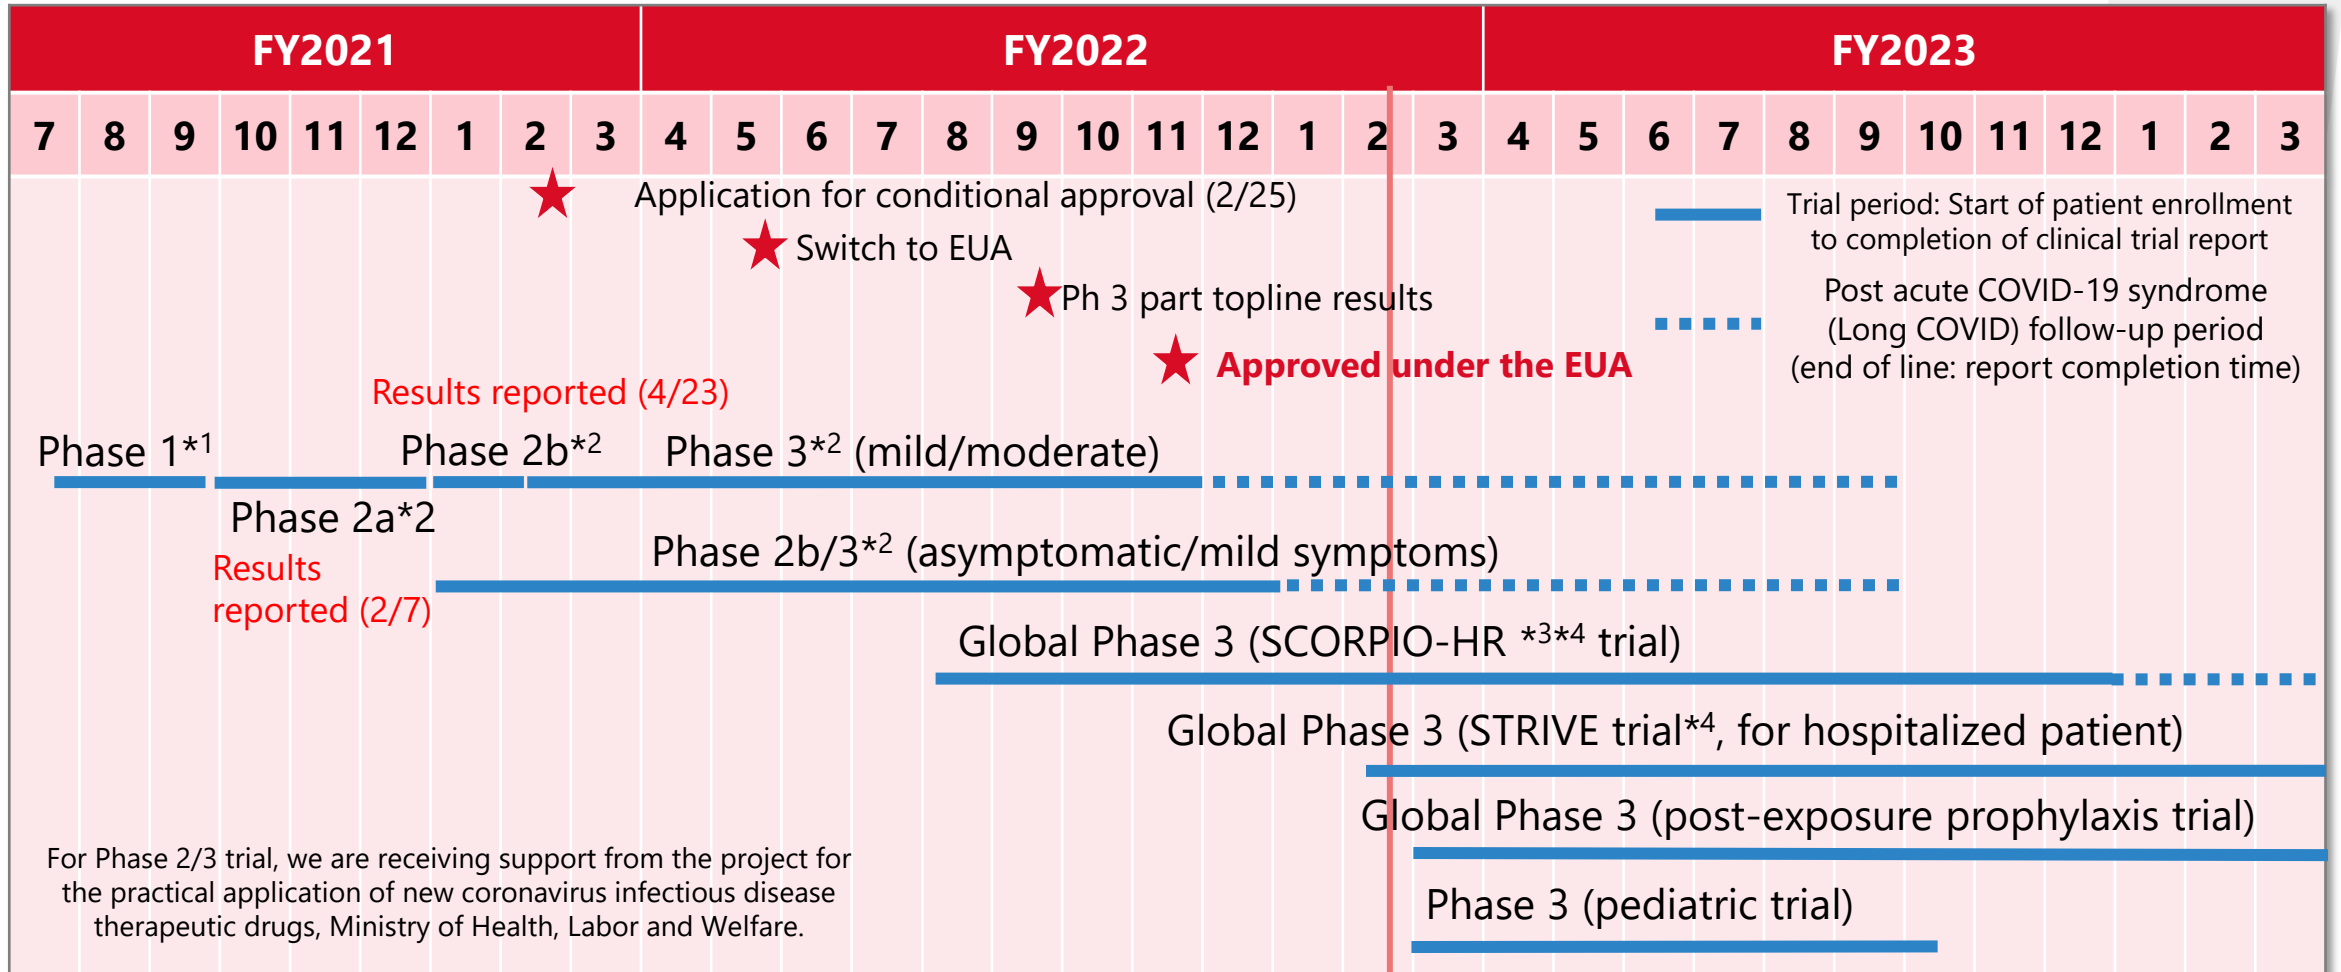 FY2021 FY2022 FY2023
7 8 9 10 11 12 1 2 3 4 5 6 7 8 9 10 11 12 1 2 3 4 5 6 7 8 9 10 11 12 1 2 3
Application for conditional approval (2/25)
Switch to EUA
Ph 3 part topline results
Approved under the EUA
Trial period: Start of patient enrollment
to completion of clinical trial report
Post acute COVID-19 syndrome
(Long COVID) follow-up period
(end of line: report completion time)
Results reported (4/23)
Phase 1*1
Phase 2b*2
Phase 3*2 (mild/moderate)
Phase 2a*2
Results
reported (2/7)
Phase 2b/3*2 (asymptomatic/mild symptoms)
Global Phase 3 (SCORPIO-HR *3*4 trial)
Global Phase 3 (STRIVE trial*4, for hospitalized patient)
Global Phase 3 (post-exposure prophylaxis trial)
Phase 3 (pediatric trial)
For Phase 2/3 trial, we are receiving support from the project for
the practical application of new coronavirus infectious disease
therapeutic drugs, Ministry of Health, Labor and Welfare.